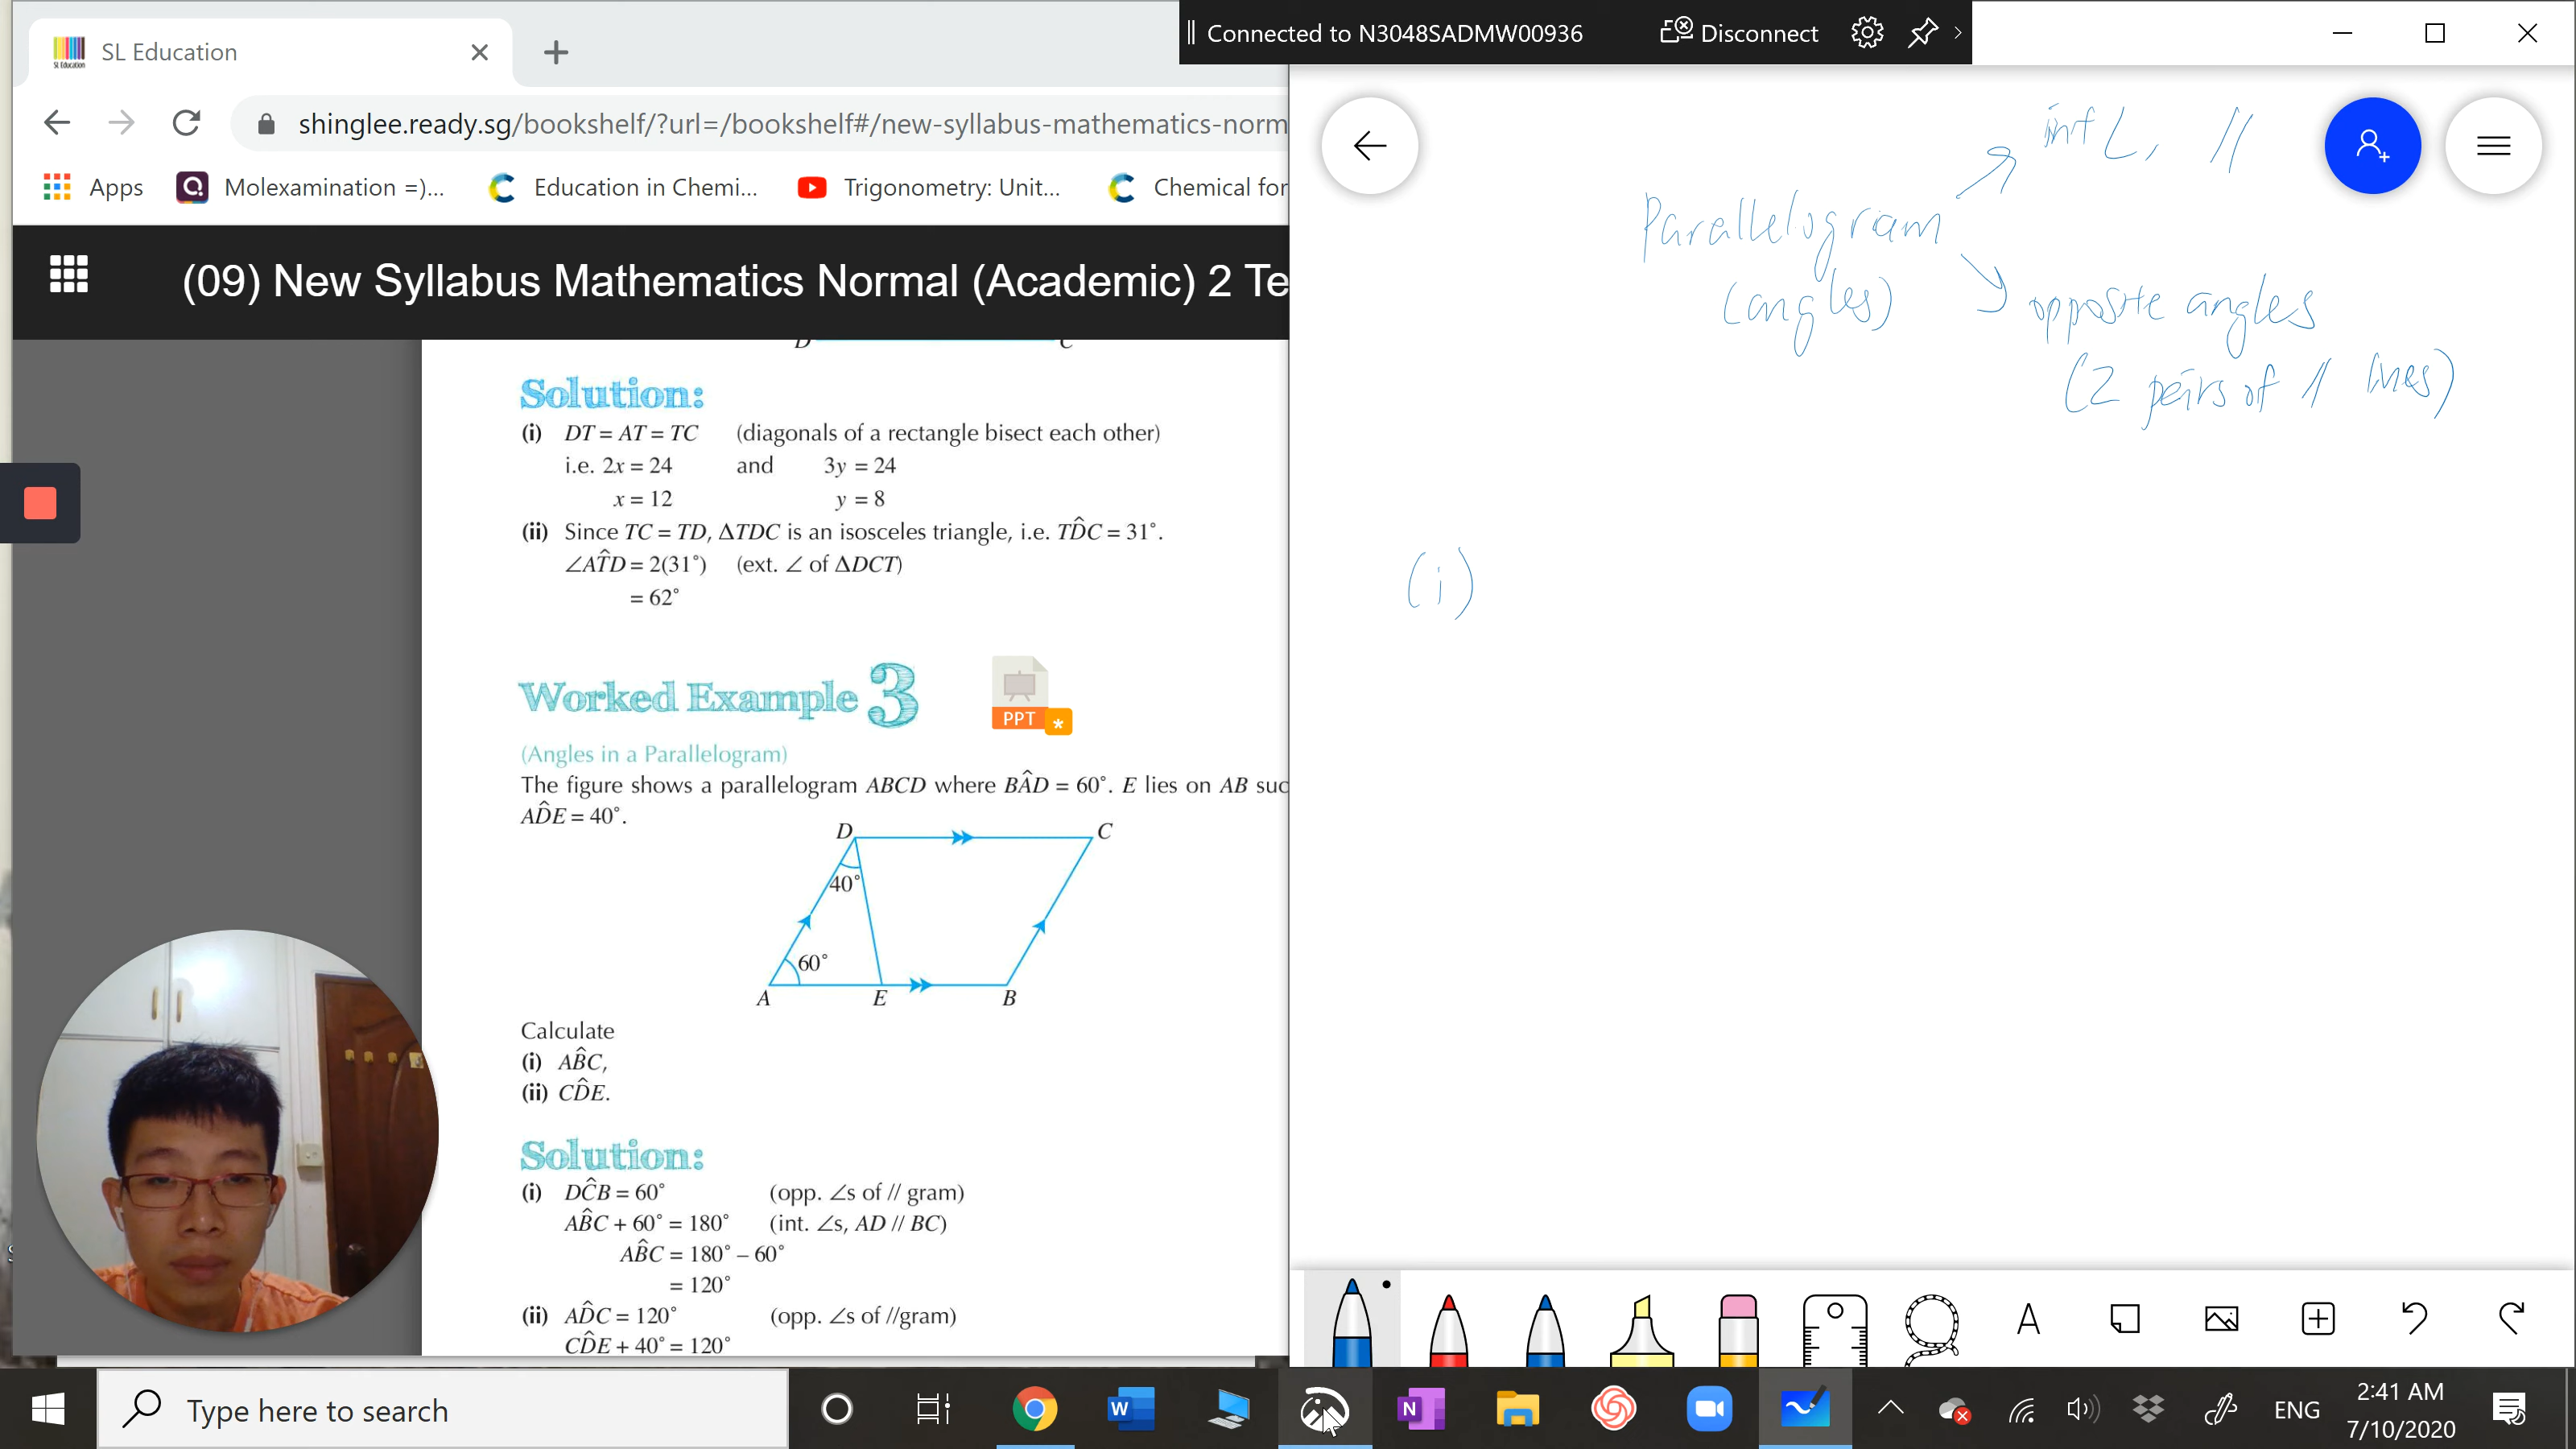 SL Education
SL Education
Connected to N3048SADMW00936
Disconnect
shinglee.ready.sg/bookshelf/?url=/bookshelf#/new-syllabus-mathematics-norm
Apps
Molexamination =)...
Education in Chemi...
Trigonometry: Unit...
Chemical for
(09) New Syllabus Mathematics Normal (Academic) 2 Te
D C
Solution:
(i) DT = AT = TC (diagonals of a rectangle bisect each other)
i.e. 2x = 24 and 3y = 24
x = 12 y = 8
(ii) Since TC = TD, ΔTDC is an isosceles triangle, i.e. TD̂C = 31°.
∠AT̂D = 2(31°) (ext. ∠ of ΔDCT)
= 62°
Worked Example 3
PPT *
(Angles in a Parallelogram)
The figure shows a parallelogram ABCD where BÂD = 60°. E lies on AB suc
AD̂E = 40°.
D C
40°
60°
A E B
Calculate
(i) AB̂C,
(ii) CD̂E.
Solution:
(i) DĈB = 60° (opp. ∠s of // gram)
AB̂C + 60° = 180° (int. ∠s, AD // BC)
AB̂C = 180° – 60°
= 120°
(ii) AD̂C = 120° (opp. ∠s of //gram)
CD̂E + 40° = 120°
int ∠, //
Parallelogram
(angles)
opposite angles
(2 pairs of // lines)
(i)
A
Type here to search
W
N
ENG
2:41 AM
7/10/2020